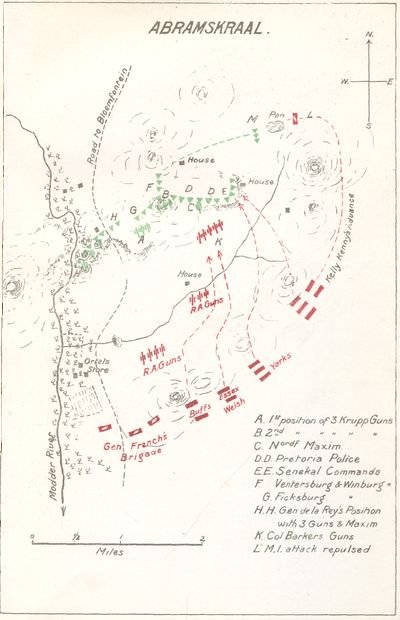 ABRAMSKRAAL.
N.
W.
E
S
Road to Bloemfontein
M
Pan
L
House
F
B
D
D
E
House
G
C
H
A
K
Kelly Kenny's advance
House
R.A. Guns
R.A. Guns
Orfels
Store
Yorks
Essex
Buffs
Welsh
Gen. French's
Brigade
Modder River
A. 1st position of 3 Krupp Guns
B. 2nd " " " " "
C. Nordf Maxim
D.D. Pretoria Police
E.E. Senekal Commando
F Ventersburg & Winburg "
G. Ficksburg "
H.H. Gen de la Rey's Position
with 3 Guns & Maxim
K. Col Barkers Guns
L. M.I. attack repulsed
0 ½ 1 2
Miles